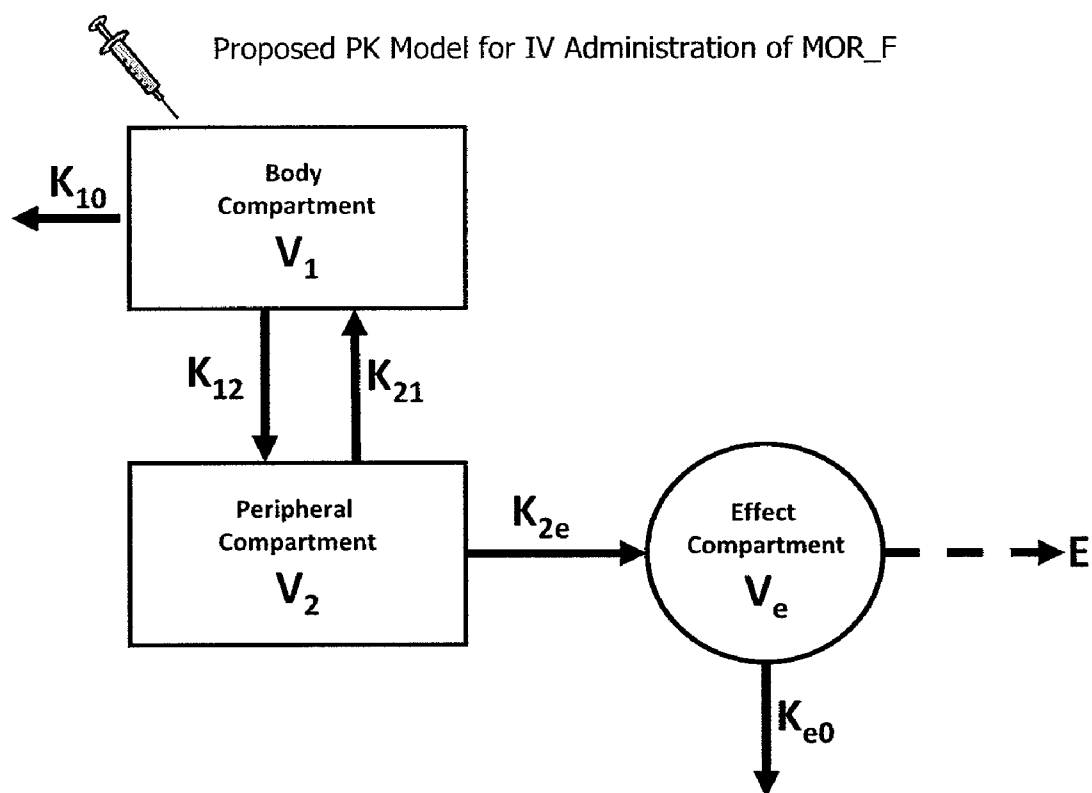 Proposed PK Model for IV Administration of MOR_F
K10
Body
Compartment
V1
K12
K21
Peripheral
Compartment
V2
K2e
Effect
Compartment
Ve
E
Ke0